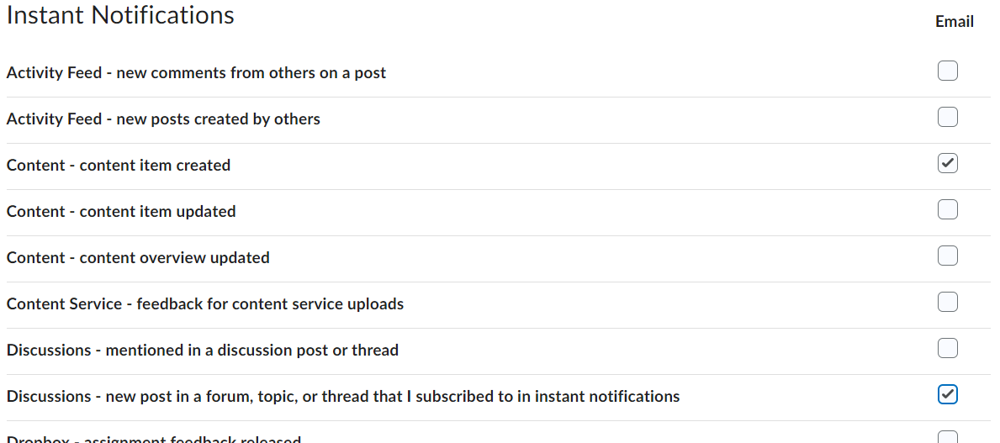 Instant Notifications
Email
Activity Feed - new comments from others on a post
Activity Feed - new posts created by others
Content - content item created
Content - content item updated
Content - content overview updated
Content Service - feedback for content service uploads
Discussions - mentioned in a discussion post or thread
Discussions - new post in a forum, topic, or thread that I subscribed to in instant notifications
Dropbox - assignment feedback released